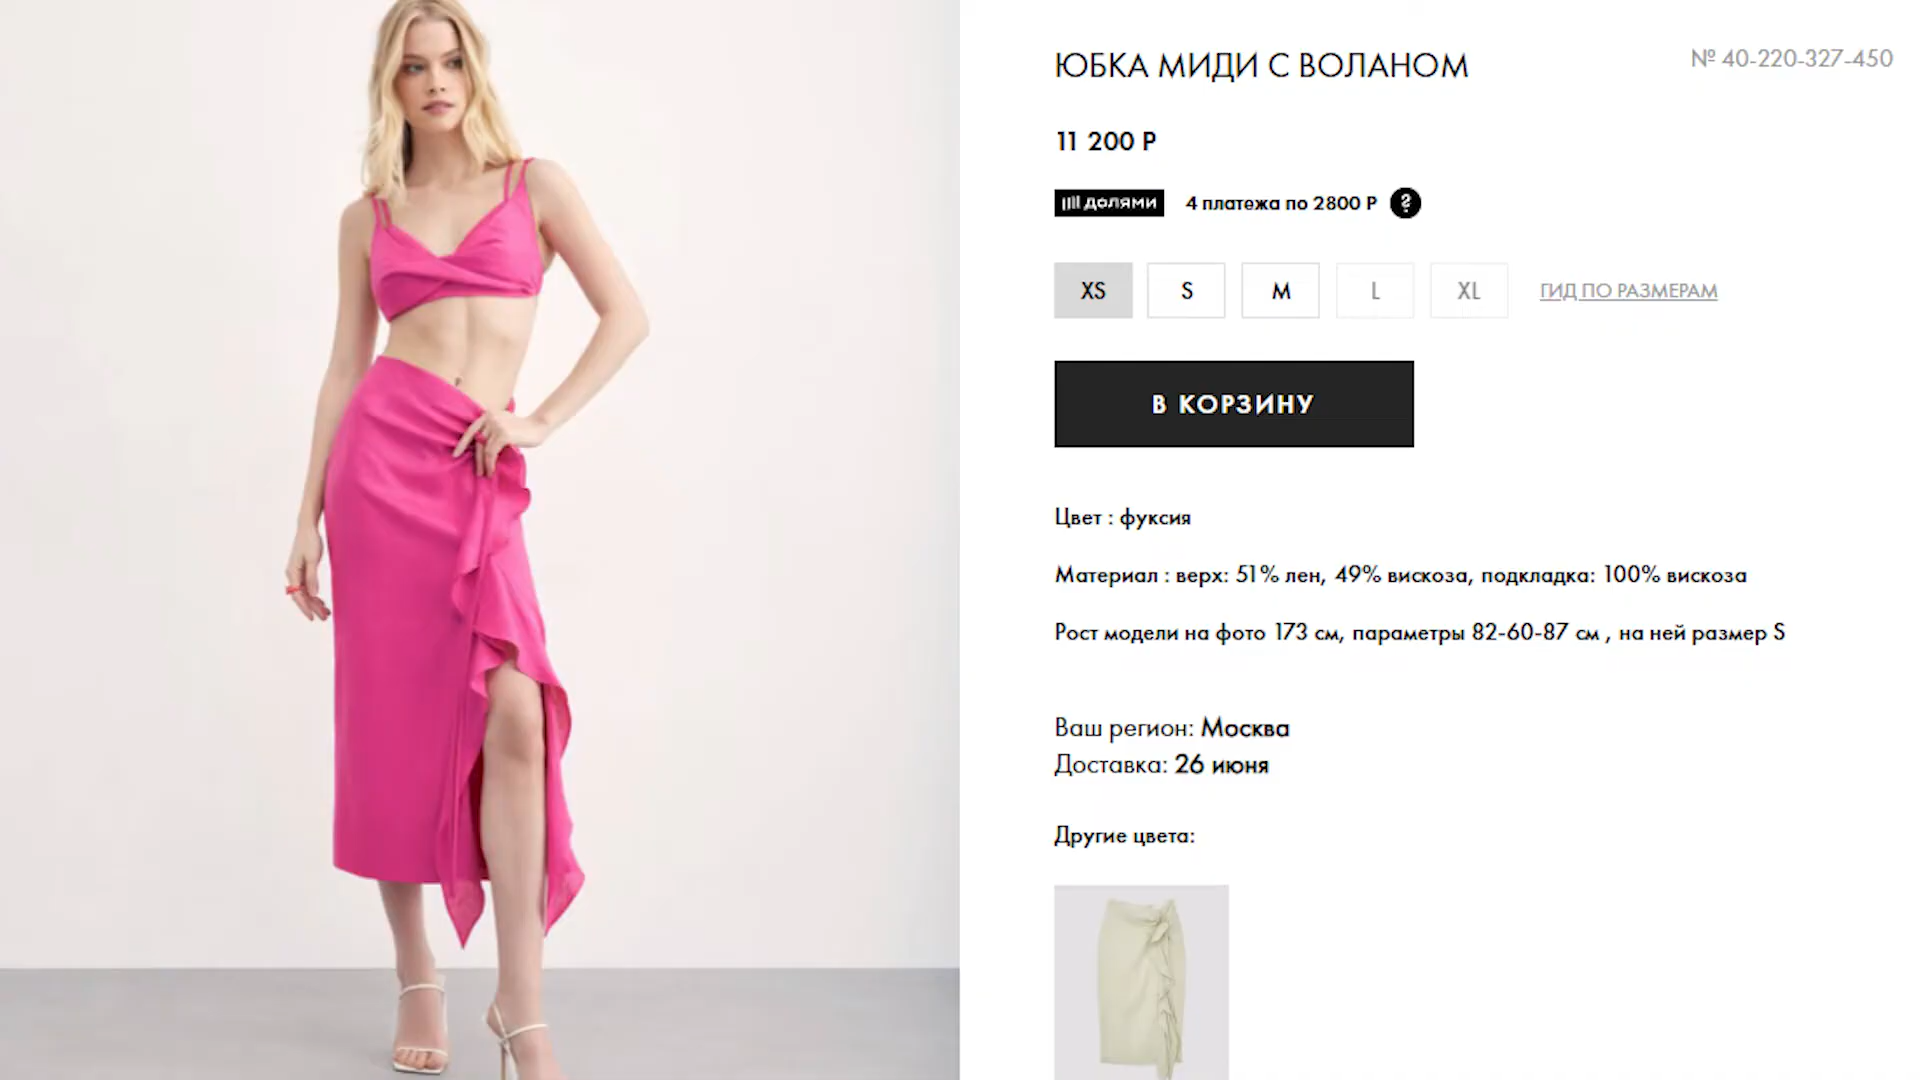 ЮБКА МИДИ С ВОЛАНОМ
№ 40-220-327-450
11 200 Р
долями 4 платежа по 2800 Р ?
XS S M L XL ГИД ПО РАЗМЕРАМ
В КОРЗИНУ
Цвет : фуксия
Материал : верх: 51% лен, 49% вискоза, подкладка: 100% вискоза
Рост модели на фото 173 см, параметры 82-60-87 см , на ней размер S
Ваш регион: Москва
Доставка: 26 июня
Другие цвета: